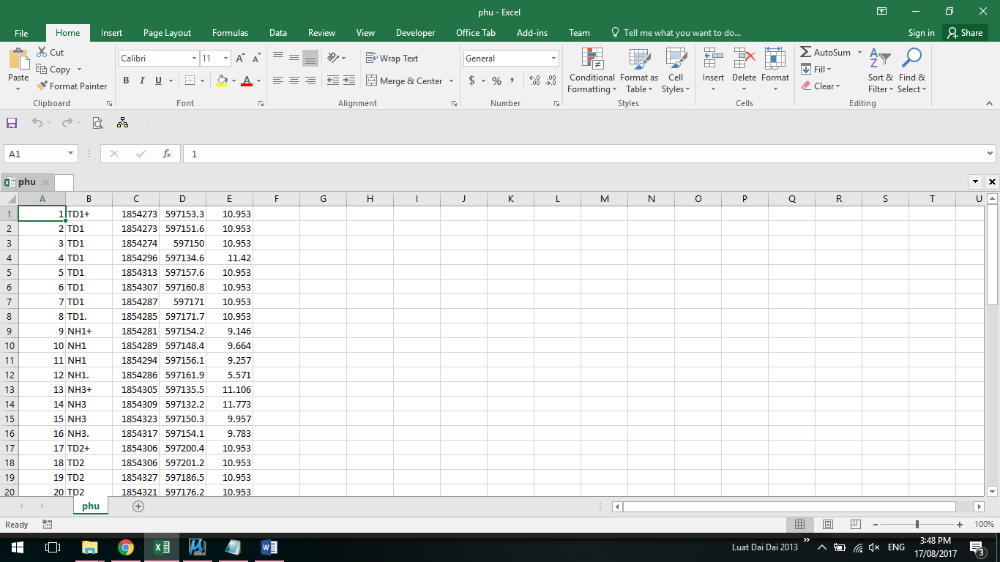 phu - Excel
File Home Insert Page Layout Formulas Data Review View Developer Office Tab Add-ins Team Tell me what you want to do... Sign in Share
Paste Cut Copy Format Painter Clipboard
Calibri 11 B I U A Font
Wrap Text Merge & Center Alignment
General $ % Number
Conditional Formatting Format as Table Cell Styles Styles
Insert Delete Format Cells
AutoSum Fill Clear Sort & Filter Find & Select Editing
A1 fx 1
phu
A B C D E F G H I J K L M N O P Q R S T U
1 1 TD1+ 1854273 597153.3 10.953
2 2 TD1 1854273 597151.6 10.953
3 3 TD1 1854274 597150 10.953
4 4 TD1 1854296 597134.6 11.42
5 5 TD1 1854313 597157.6 10.953
6 6 TD1 1854307 597160.8 10.953
7 7 TD1 1854287 597171 10.953
8 8 TD1. 1854285 597171.7 10.953
9 9 NH1+ 1854281 597154.2 9.146
10 10 NH1 1854289 597148.4 9.664
11 11 NH1 1854294 597156.1 9.257
12 12 NH1. 1854286 597161.9 5.571
13 13 NH3+ 1854305 597135.5 11.106
14 14 NH3 1854309 597132.2 11.773
15 15 NH3 1854323 597150.3 9.957
16 16 NH3. 1854317 597154.1 9.783
17 17 TD2+ 1854306 597200.4 10.953
18 18 TD2 1854306 597201.2 10.953
19 19 TD2 1854327 597186.5 10.953
20 20 TD2 1854321 597176.2 10.953
phu
Ready 100%
Luat Dai Dai 2013 ENG 3:48 PM
17/08/2017 3